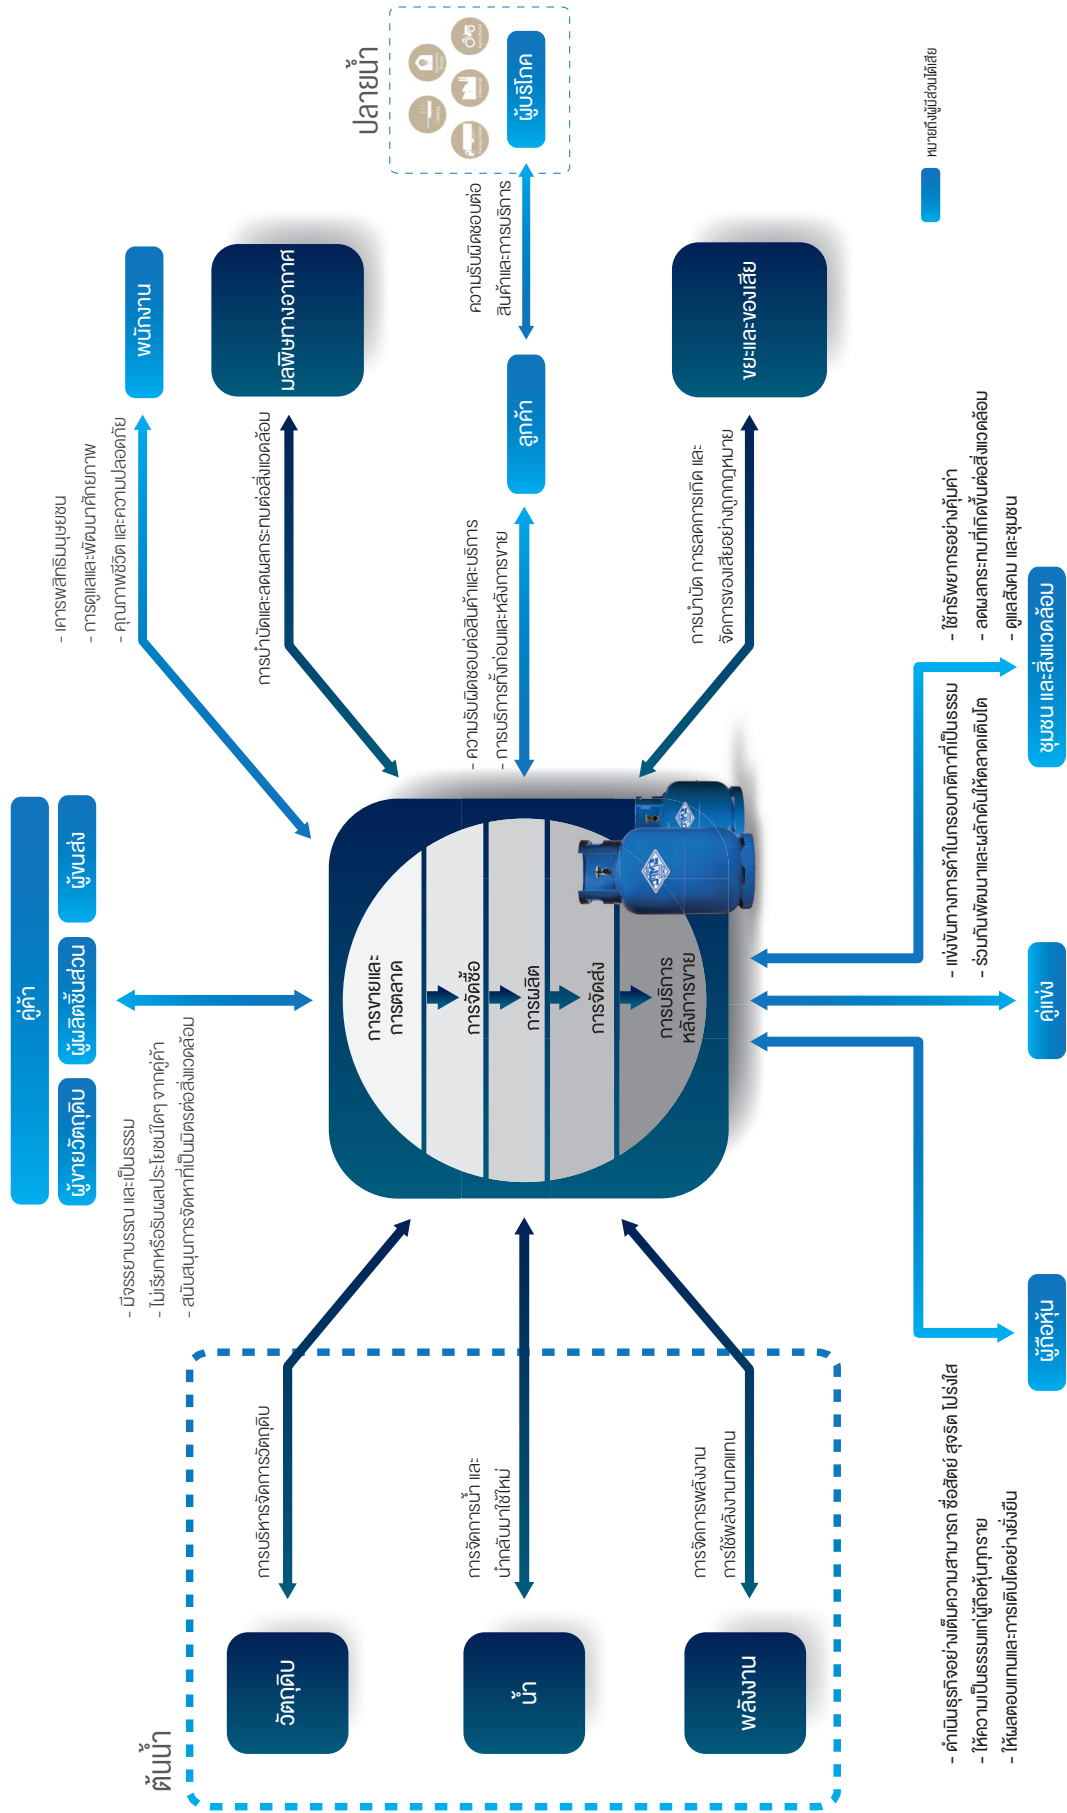 คู่ค้า
ผู้ขายวัตถุดิบ
ผู้ผลิตชิ้นส่วน
ผู้ขนส่ง
- มีจรรยาบรรณ และเป็นธรรม
- ไม่เรียกหรือรับผลประโยชน์ใดๆ จากคู่ค้า
- สนับสนุนการจัดหาที่เป็นมิตรต่อสิ่งแวดล้อม
- เคารพสิทธิมนุษยชน
- การดูแลและพัฒนาศักยภาพ
- คุณภาพชีวิต และความปลอดภัย
พนักงาน
ต้นน้ำ
วัตถุดิบ
การบริหารจัดการวัตถุดิบ
น้ำ
การจัดการน้ำ และ
นำกลับมาใช้ใหม่
พลังงาน
การจัดการพลังงาน
การใช้พลังงานทดแทน
การขายและ
การตลาด
การจัดซื้อ
การผลิต
การจัดส่ง
การบริการ
หลังการขาย
การบำบัดและลดผลกระทบต่อสิ่งแวดล้อม
มลพิษทางอากาศ
- ความรับผิดชอบต่อสินค้าและบริการ
- การบริการทั้งก่อนและหลังการขาย
ลูกค้า
ความรับผิดชอบต่อ
สินค้าและการบริการ
ปลายน้ำ
ผู้บริโภค
การบำบัด การลดการเกิด และ
จัดการของเสียอย่างถูกกฎหมาย
ขยะและของเสีย
- ดำเนินธุรกิจอย่างเต็มความสามารถ ซื่อสัตย์ สุจริต โปร่งใส
- ให้ความเป็นธรรมแก่ผู้ถือหุ้นทุกราย
- ให้ผลตอบแทนและการเติบโตอย่างยั่งยืน
ผู้ถือหุ้น
- แข่งขันทางการค้าในกรอบกติกาที่เป็นธรรม
- ร่วมกันพัฒนาและผลักดันให้ตลาดเติบโต
คู่แข่ง
- ใช้ทรัพยากรอย่างคุ้มค่า
- ลดผลกระทบที่เกิดขึ้นต่อสิ่งแวดล้อม
- ดูแลสังคม และชุมชน
ชุมชน และสิ่งแวดล้อม
หมายถึงผู้มีส่วนได้เสีย